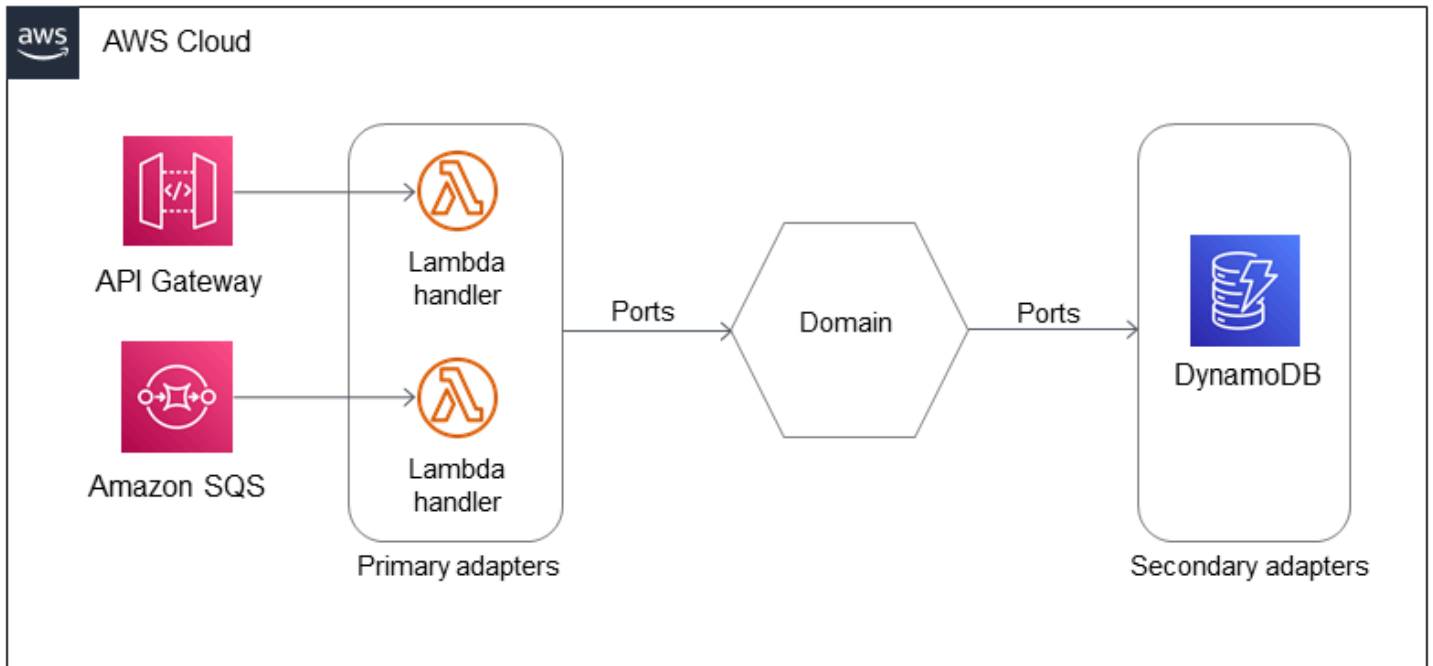 aws
AWS Cloud
</>
API Gateway
Lambda
handler
Amazon SQS
Lambda
handler
Primary adapters
Ports
Domain
Ports
DynamoDB
Secondary adapters